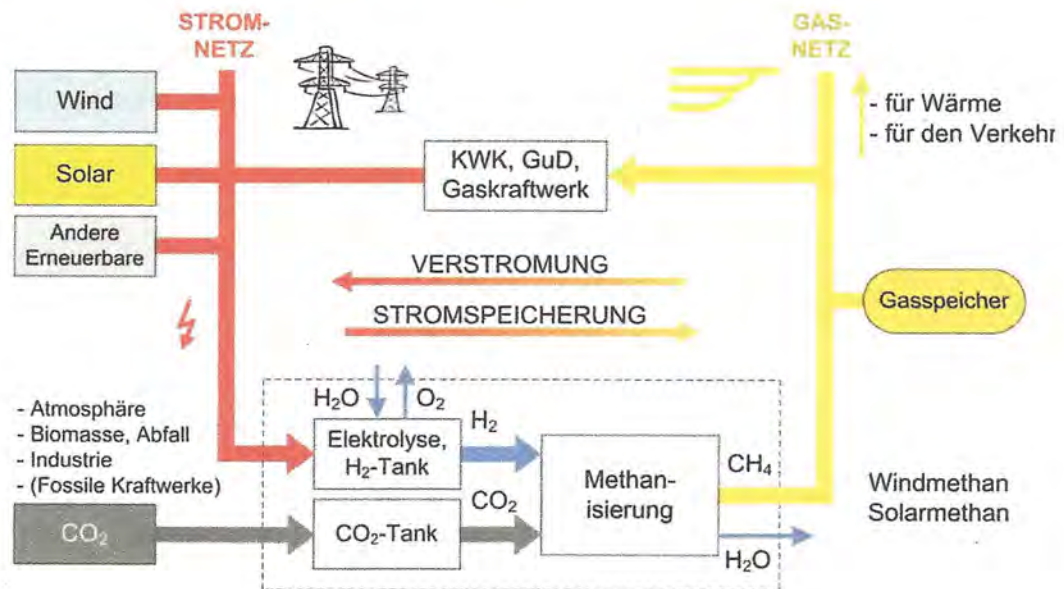 STROM-
NETZ
GAS-
NETZ
Wind
- für Wärme
- für den Verkehr
Solar
KWK, GuD,
Gaskraftwerk
Andere
Erneuerbare
VERSTROMUNG
Gasspeicher
STROMSPEICHERUNG
H₂O
O₂
- Atmosphäre
- Biomasse, Abfall
- Industrie
- (Fossile Kraftwerke)
Elektrolyse,
H₂-Tank
H₂
Methan-
isierung
CH₄
Windmethan
Solarmethan
CO₂
CO₂-Tank
CO₂
H₂O